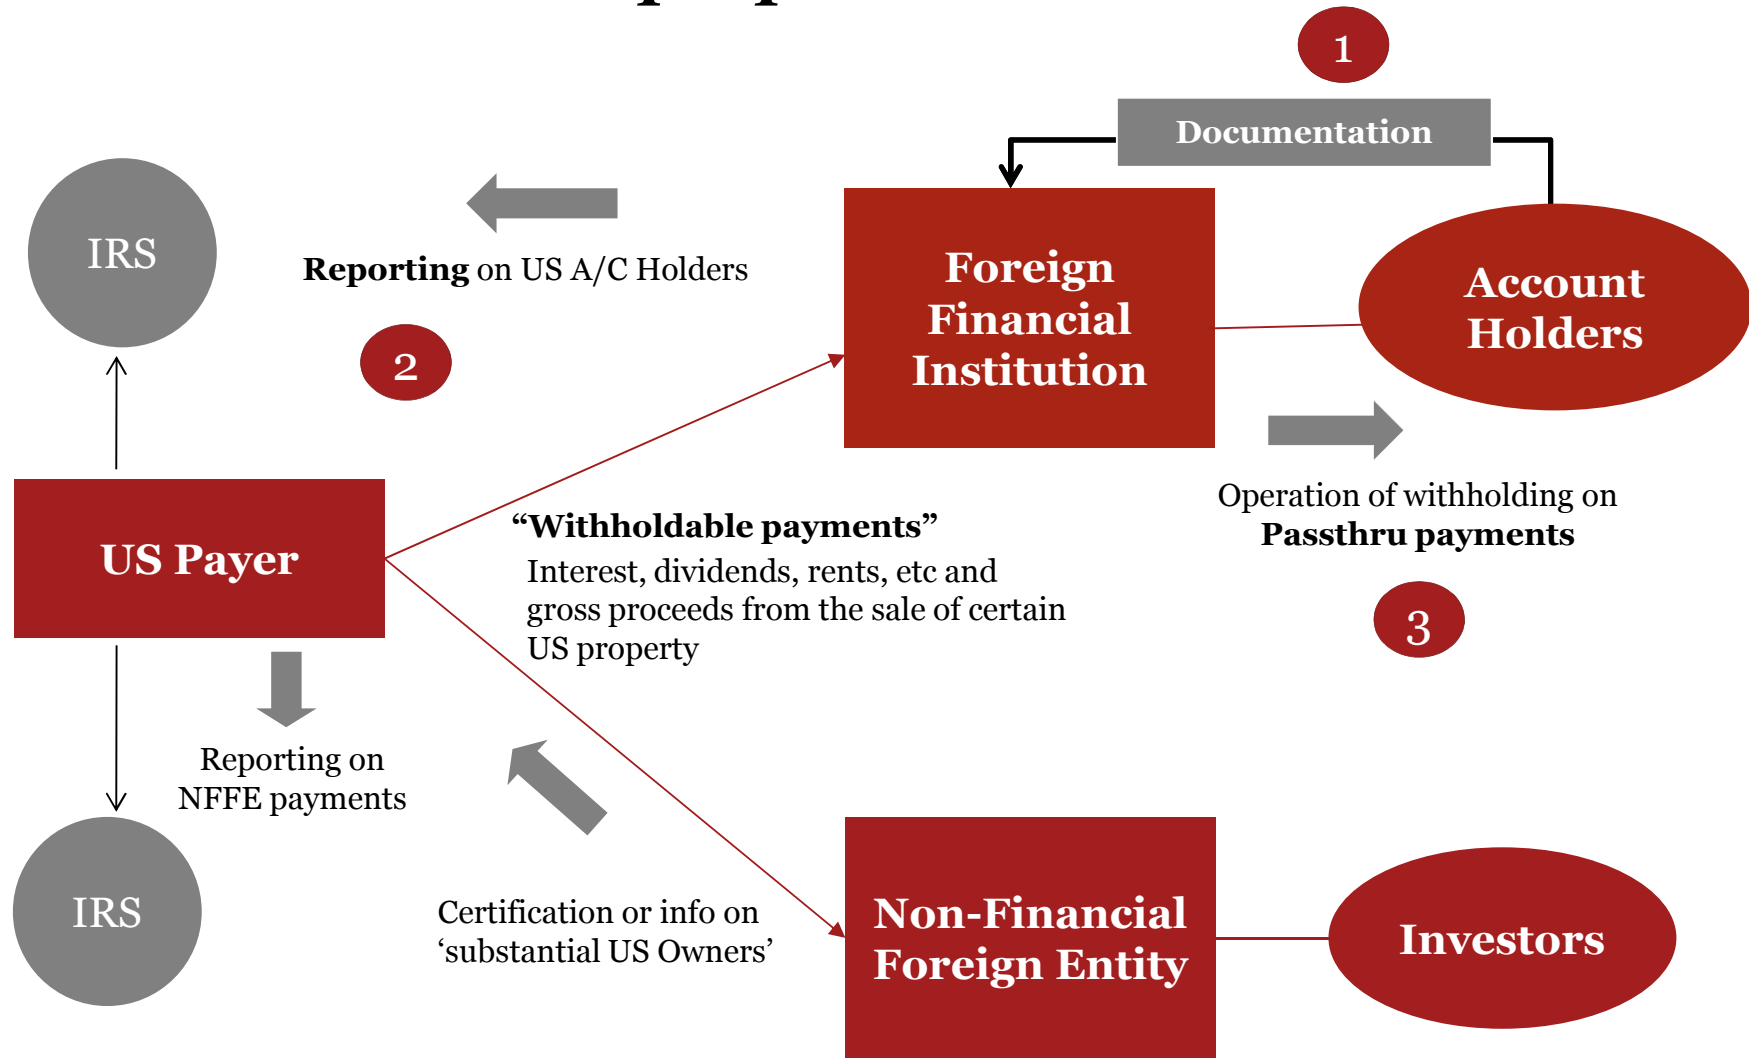 1
Documentation
IRS
Reporting on US A/C Holders
2
Foreign
Financial
Institution
Account
Holders
Operation of withholding on
Passthru payments
3
US Payer
“Withholdable payments”
Interest, dividends, rents, etc and
gross proceeds from the sale of certain
US property
Reporting on
NFFE payments
IRS
Certification or info on
‘substantial US Owners’
Non-Financial
Foreign Entity
Investors